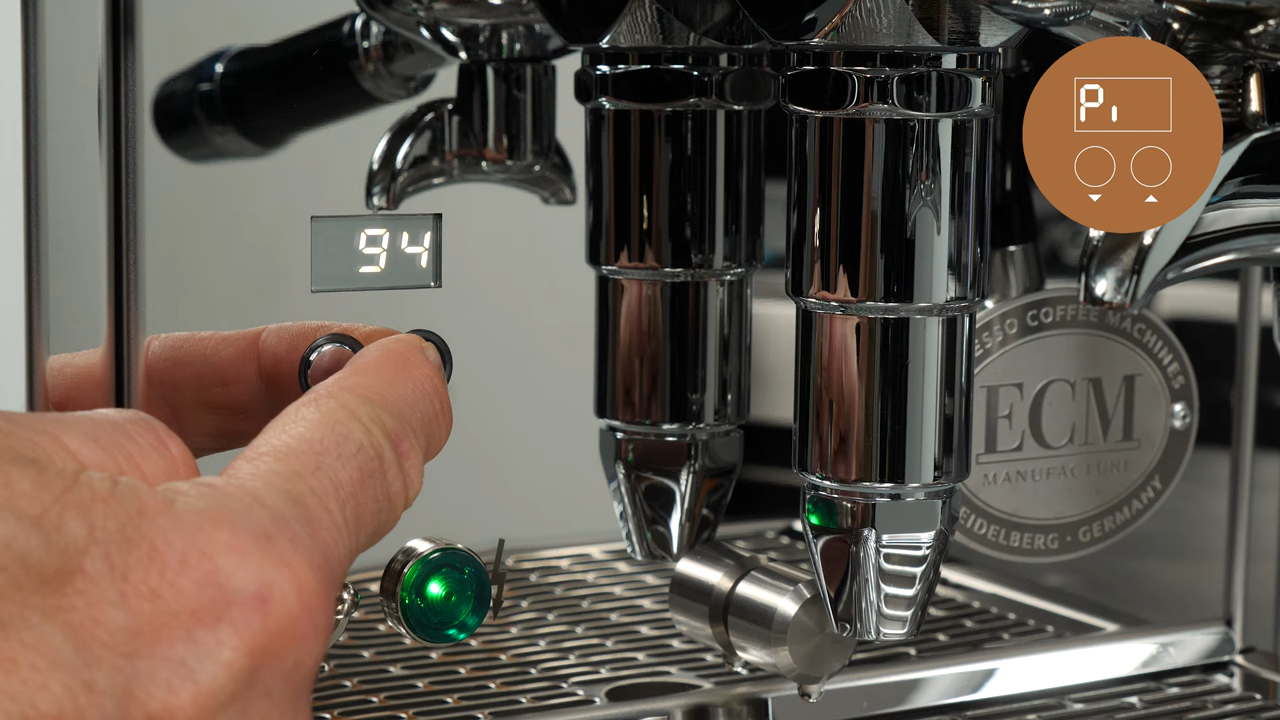 P1
94
ESSO COFFEE MACHINES
ECM
MANUFACTURE
EIDELBERG · GERMANY